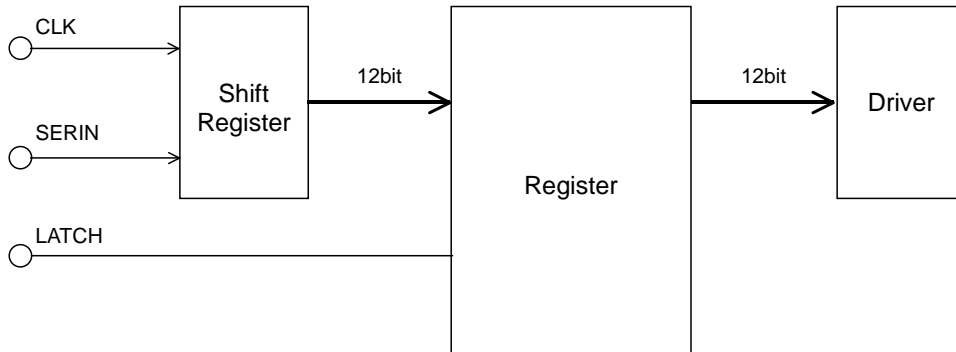 CLK
12bit
12bit
Shift
Register
Driver
SERIN
Register
LATCH